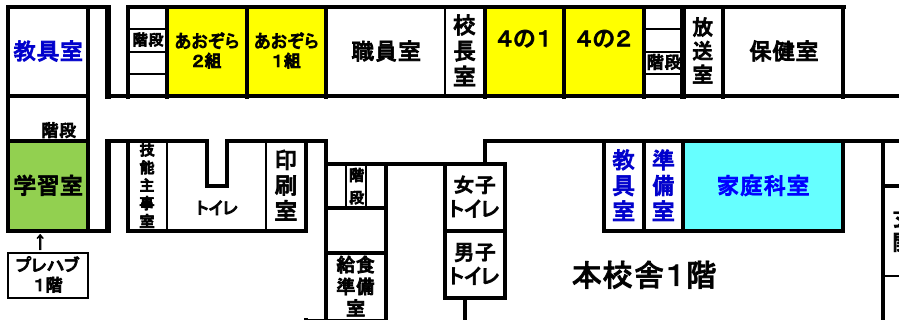 教具室
階段
あおぞら
2組
あおぞら
1組
職員室
校長室
4の1
4の2
階段
放送室
保健室
階段
学習室
技能主事室
トイレ
印刷室
階段
女子
トイレ
教具室
準備室
家庭科室
↑
プレハブ
1階
給食
準備
室
男子
トイレ
本校舎1階